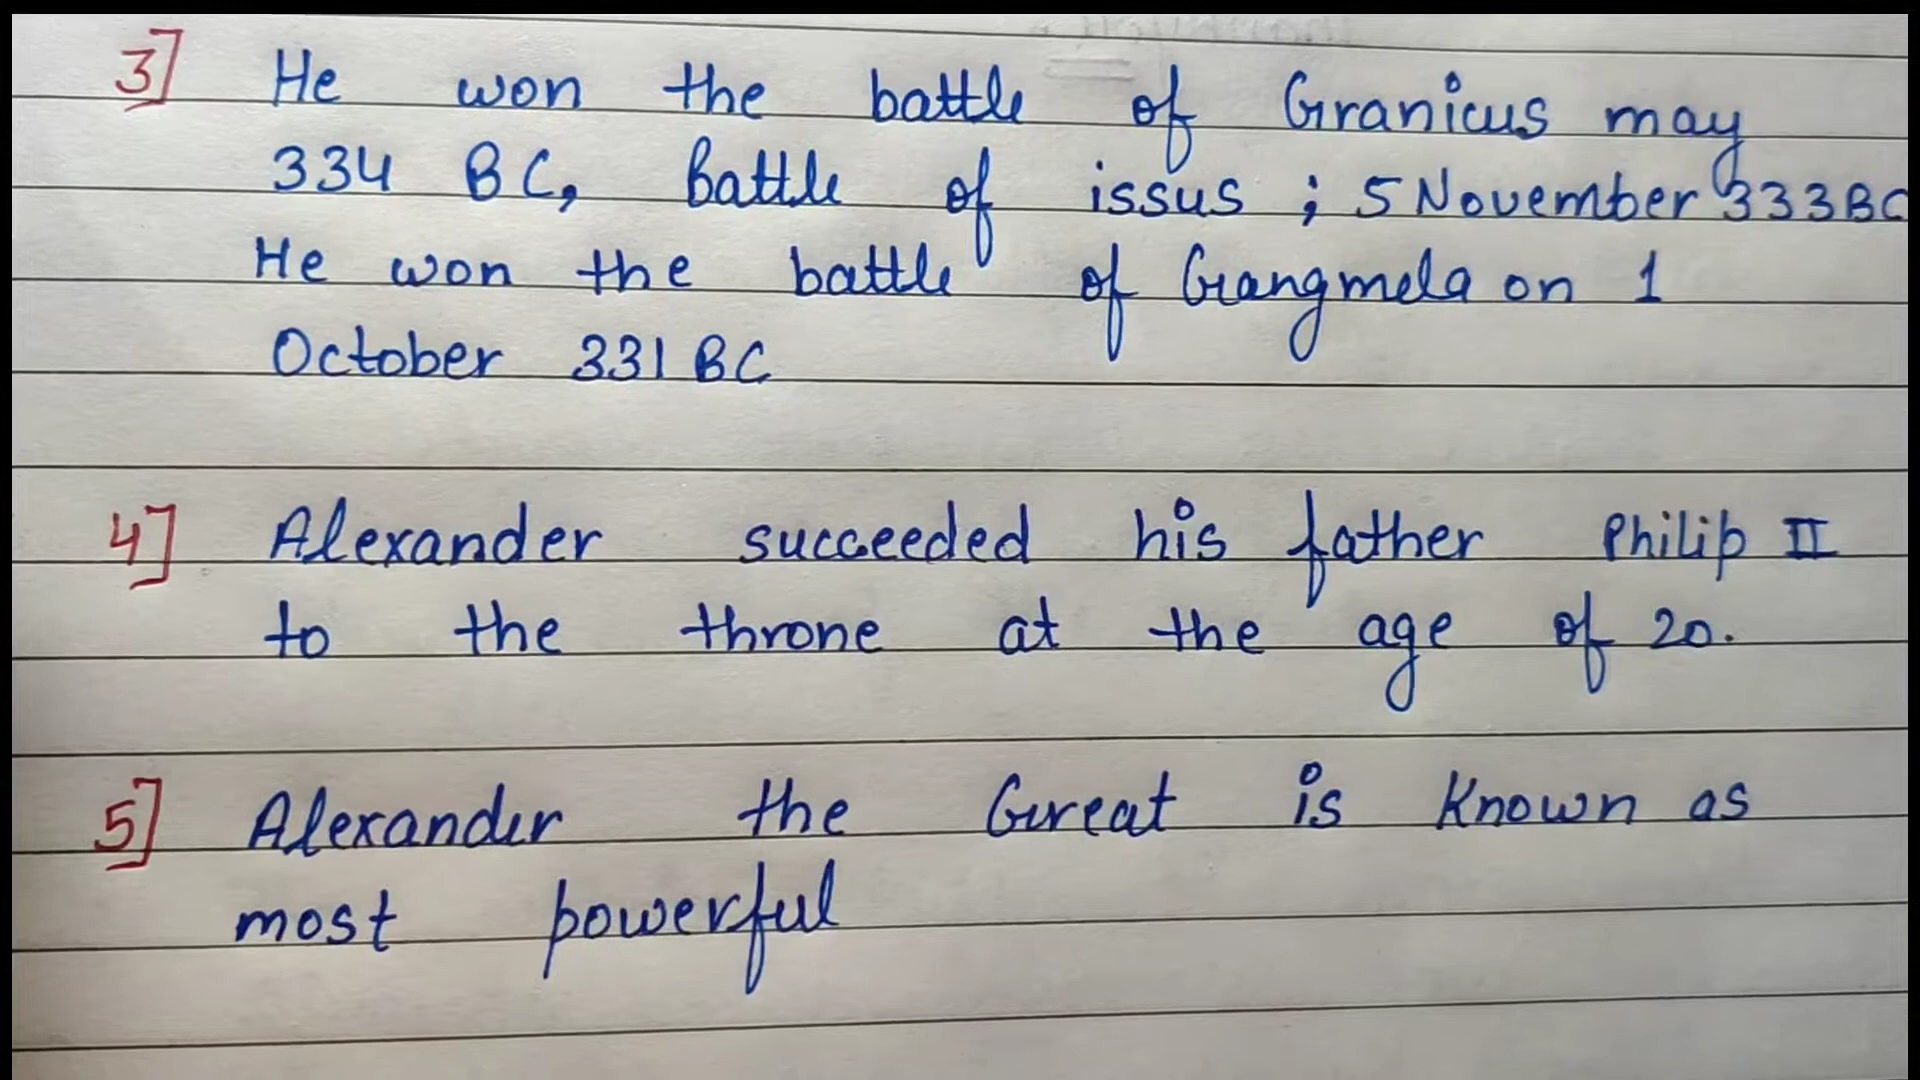 3] He won the battle of Granicus may
334 BC, Battle of issus ; 5 November 333BC
He won the battle of Gangmela on 1
October 331 BC
4] Alexander succeeded his father Philip II
to the throne at the age of 20.
5] Alexander the Great is Known as
most powerful